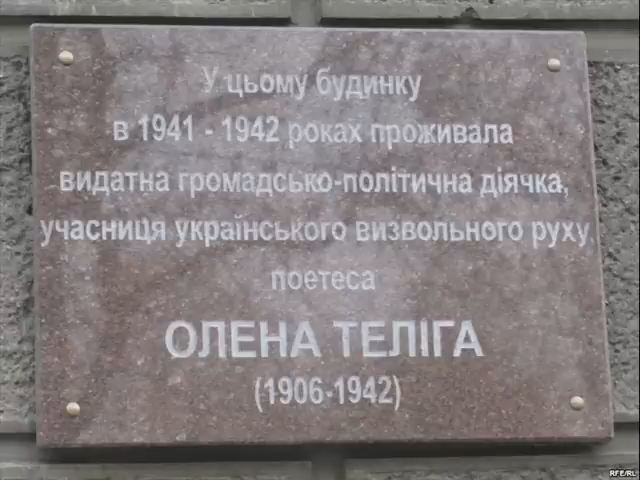 У цьому будинку
в 1941 - 1942 роках проживала
видатна громадсько-політична діячка,
учасниця українського визвольного руху,
поетеса
ОЛЕНА ТЕЛІГА
(1906-1942)
RFE/RL